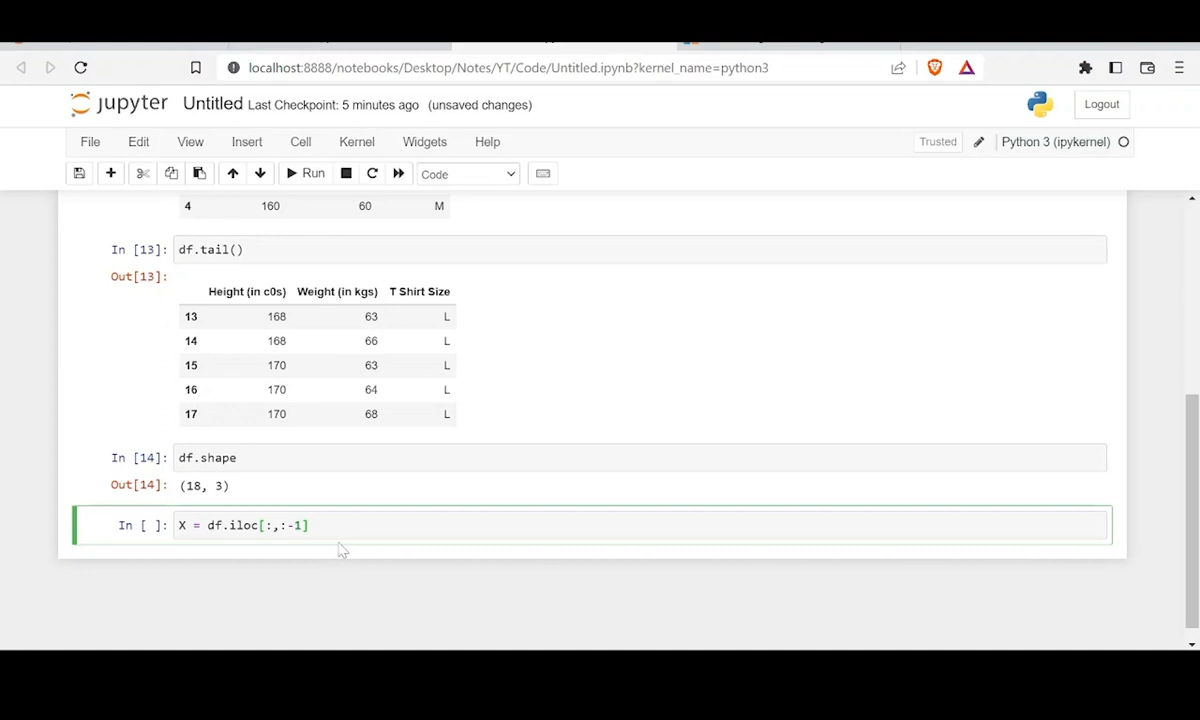 localhost:8888/notebooks/Desktop/Notes/YT/Code/Untitled.ipynb?kernel_name=python3
jupyter Untitled Last Checkpoint: 5 minutes ago (unsaved changes) Logout
File Edit View Insert Cell Kernel Widgets Help Trusted Python 3 (ipykernel)
Run Code
4 160 60 M
In [13]: df.tail()
Out[13]:
Height (in c0s) Weight (in kgs) T Shirt Size
13 168 63 L
14 168 66 L
15 170 63 L
16 170 64 L
17 170 68 L
In [14]: df.shape
Out[14]: (18, 3)
In [ ]: X = df.iloc[:,:-1]